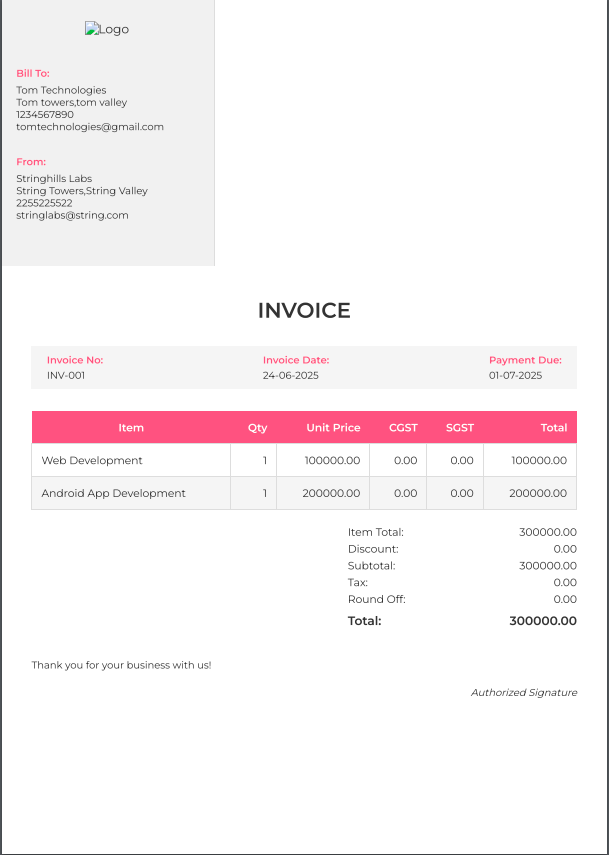 Logo
Bill To:
Tom Technologies
Tom towers,tom valley
1234567890
tomtechnologies@gmail.com
From:
Stringhills Labs
String Towers,String Valley
2255225522
stringlabs@string.com
INVOICE
Invoice No: Invoice Date: Payment Due:
INV-001 24-06-2025 01-07-2025
Item Qty Unit Price CGST SGST Total
Web Development 1 100000.00 0.00 0.00 100000.00
Android App Development 1 200000.00 0.00 0.00 200000.00
Item Total: 300000.00
Discount: 0.00
Subtotal: 300000.00
Tax: 0.00
Round Off: 0.00
Total: 300000.00
Thank you for your business with us!
Authorized Signature